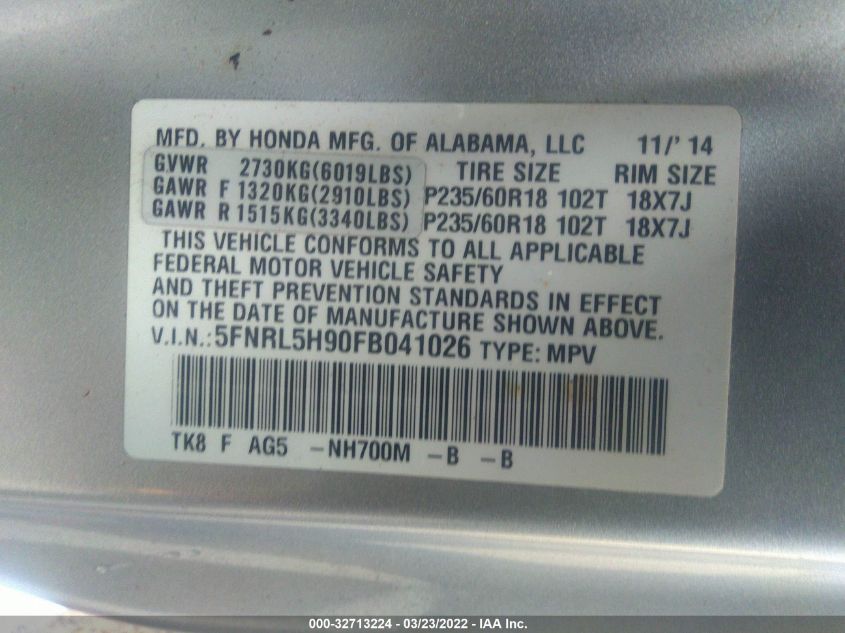 MFD. BY HONDA MFG. OF ALABAMA, LLC 11/'14
GVWR 2730KG(6019LBS) TIRE SIZE RIM SIZE
GAWR F 1320KG(2910LBS) P235/60R18 102T 18X7J
GAWR R 1515KG(3340LBS) P235/60R18 102T 18X7J
THIS VEHICLE CONFORMS TO ALL APPLICABLE
FEDERAL MOTOR VEHICLE SAFETY
AND THEFT PREVENTION STANDARDS IN EFFECT
ON THE DATE OF MANUFACTURE SHOWN ABOVE.
V.I.N.:5FNRL5H90FB041026 TYPE: MPV
TK8 F AG5 -NH700M -B -B
000-32713224 - 03/23/2022 - IAA Inc.